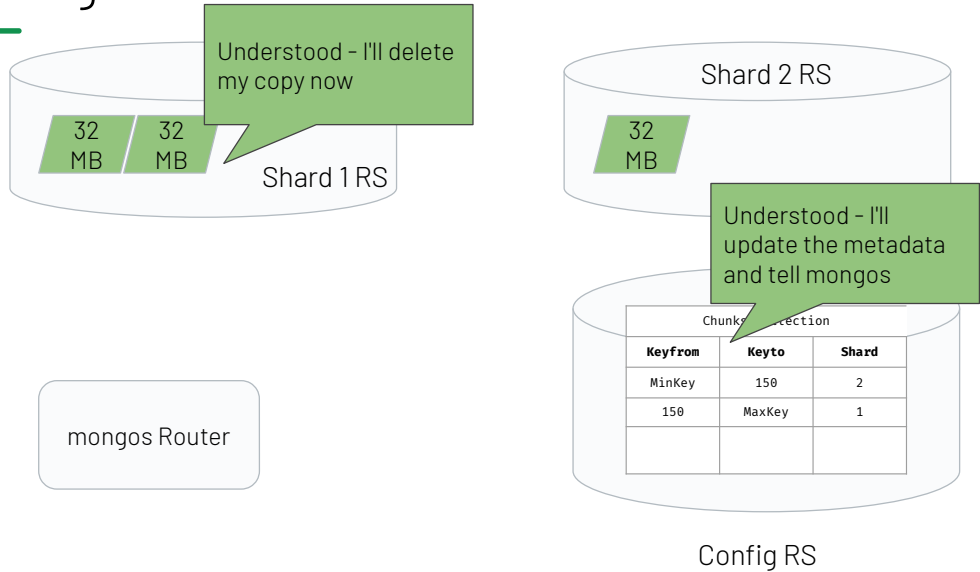 Understood - I'll delete
my copy now
Shard 2 RS
32
MB
32
MB
32
MB
Shard 1 RS
Understood - I'll
update the metadata
and tell mongos
Keyfrom Keyto Shard
MinKey 150 2
150 MaxKey 1
mongos Router
Config RS